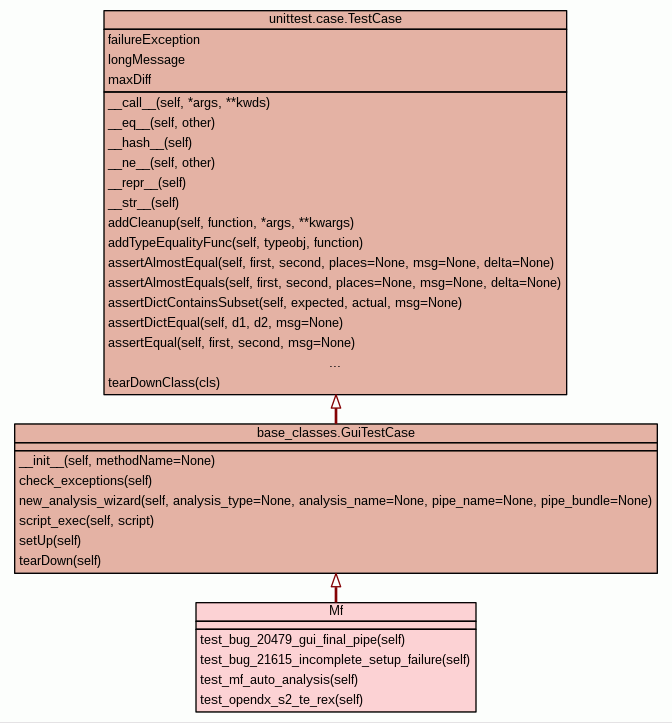 unittest.case.TestCase
failureException
longMessage
maxDiff
__call__(self, *args, **kwds)
__eq__(self, other)
__hash__(self)
__ne__(self, other)
__repr__(self)
__str__(self)
addCleanup(self, function, *args, **kwargs)
addTypeEqualityFunc(self, typeobj, function)
assertAlmostEqual(self, first, second, places=None, msg=None, delta=None)
assertAlmostEquals(self, first, second, places=None, msg=None, delta=None)
assertDictContainsSubset(self, expected, actual, msg=None)
assertDictEqual(self, d1, d2, msg=None)
assertEqual(self, first, second, msg=None)
...
tearDownClass(cls)
base_classes.GuiTestCase
__init__(self, methodName=None)
check_exceptions(self)
new_analysis_wizard(self, analysis_type=None, analysis_name=None, pipe_name=None, pipe_bundle=None)
script_exec(self, script)
setUp(self)
tearDown(self)
Mf
test_bug_20479_gui_final_pipe(self)
test_bug_21615_incomplete_setup_failure(self)
test_mf_auto_analysis(self)
test_opendx_s2_te_rex(self)